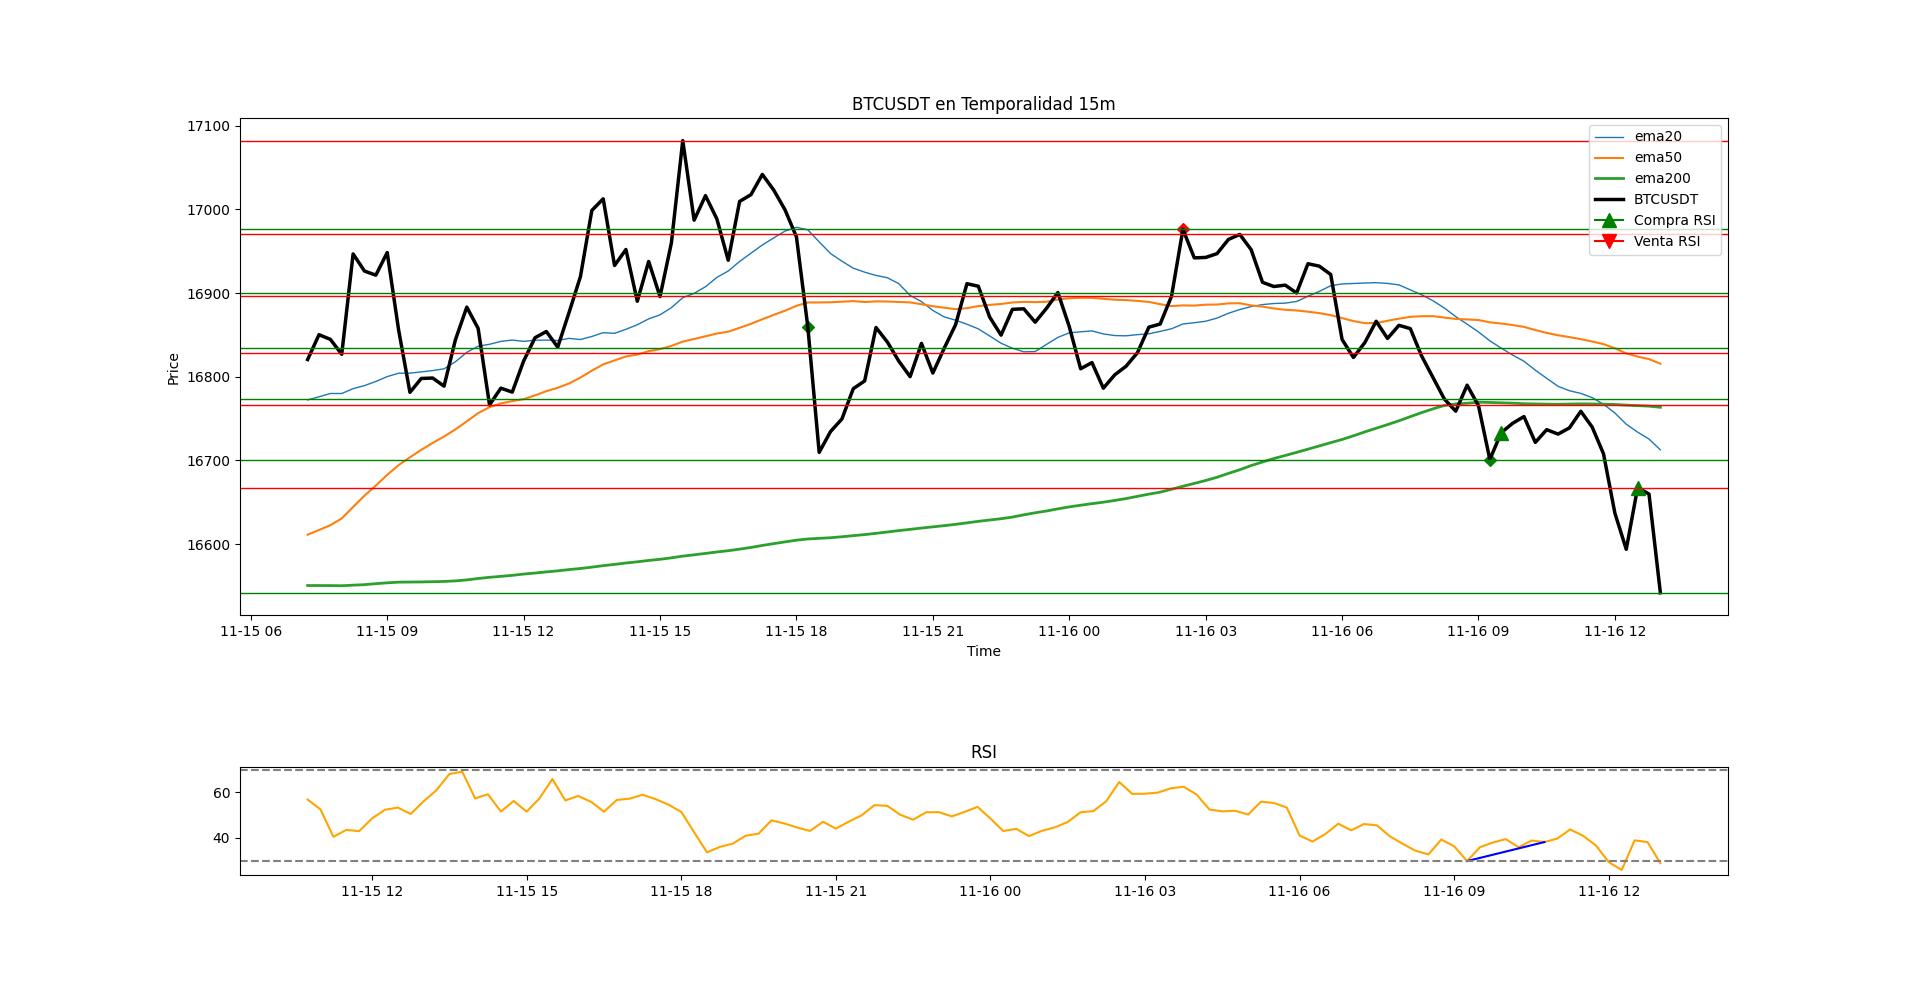 BTCUSDT en Temporalidad 15m
17100
17000
16900
16800
16700
16600
Price
ema20
ema50
ema200
BTCUSDT
Compra RSI
Venta RSI
11-15 06 11-15 09 11-15 12 11-15 15 11-15 18 11-15 21 11-16 00 11-16 03 11-16 06 11-16 09 11-16 12
Time
RSI
60
40
11-15 12 11-15 15 11-15 18 11-15 21 11-16 00 11-16 03 11-16 06 11-16 09 11-16 12